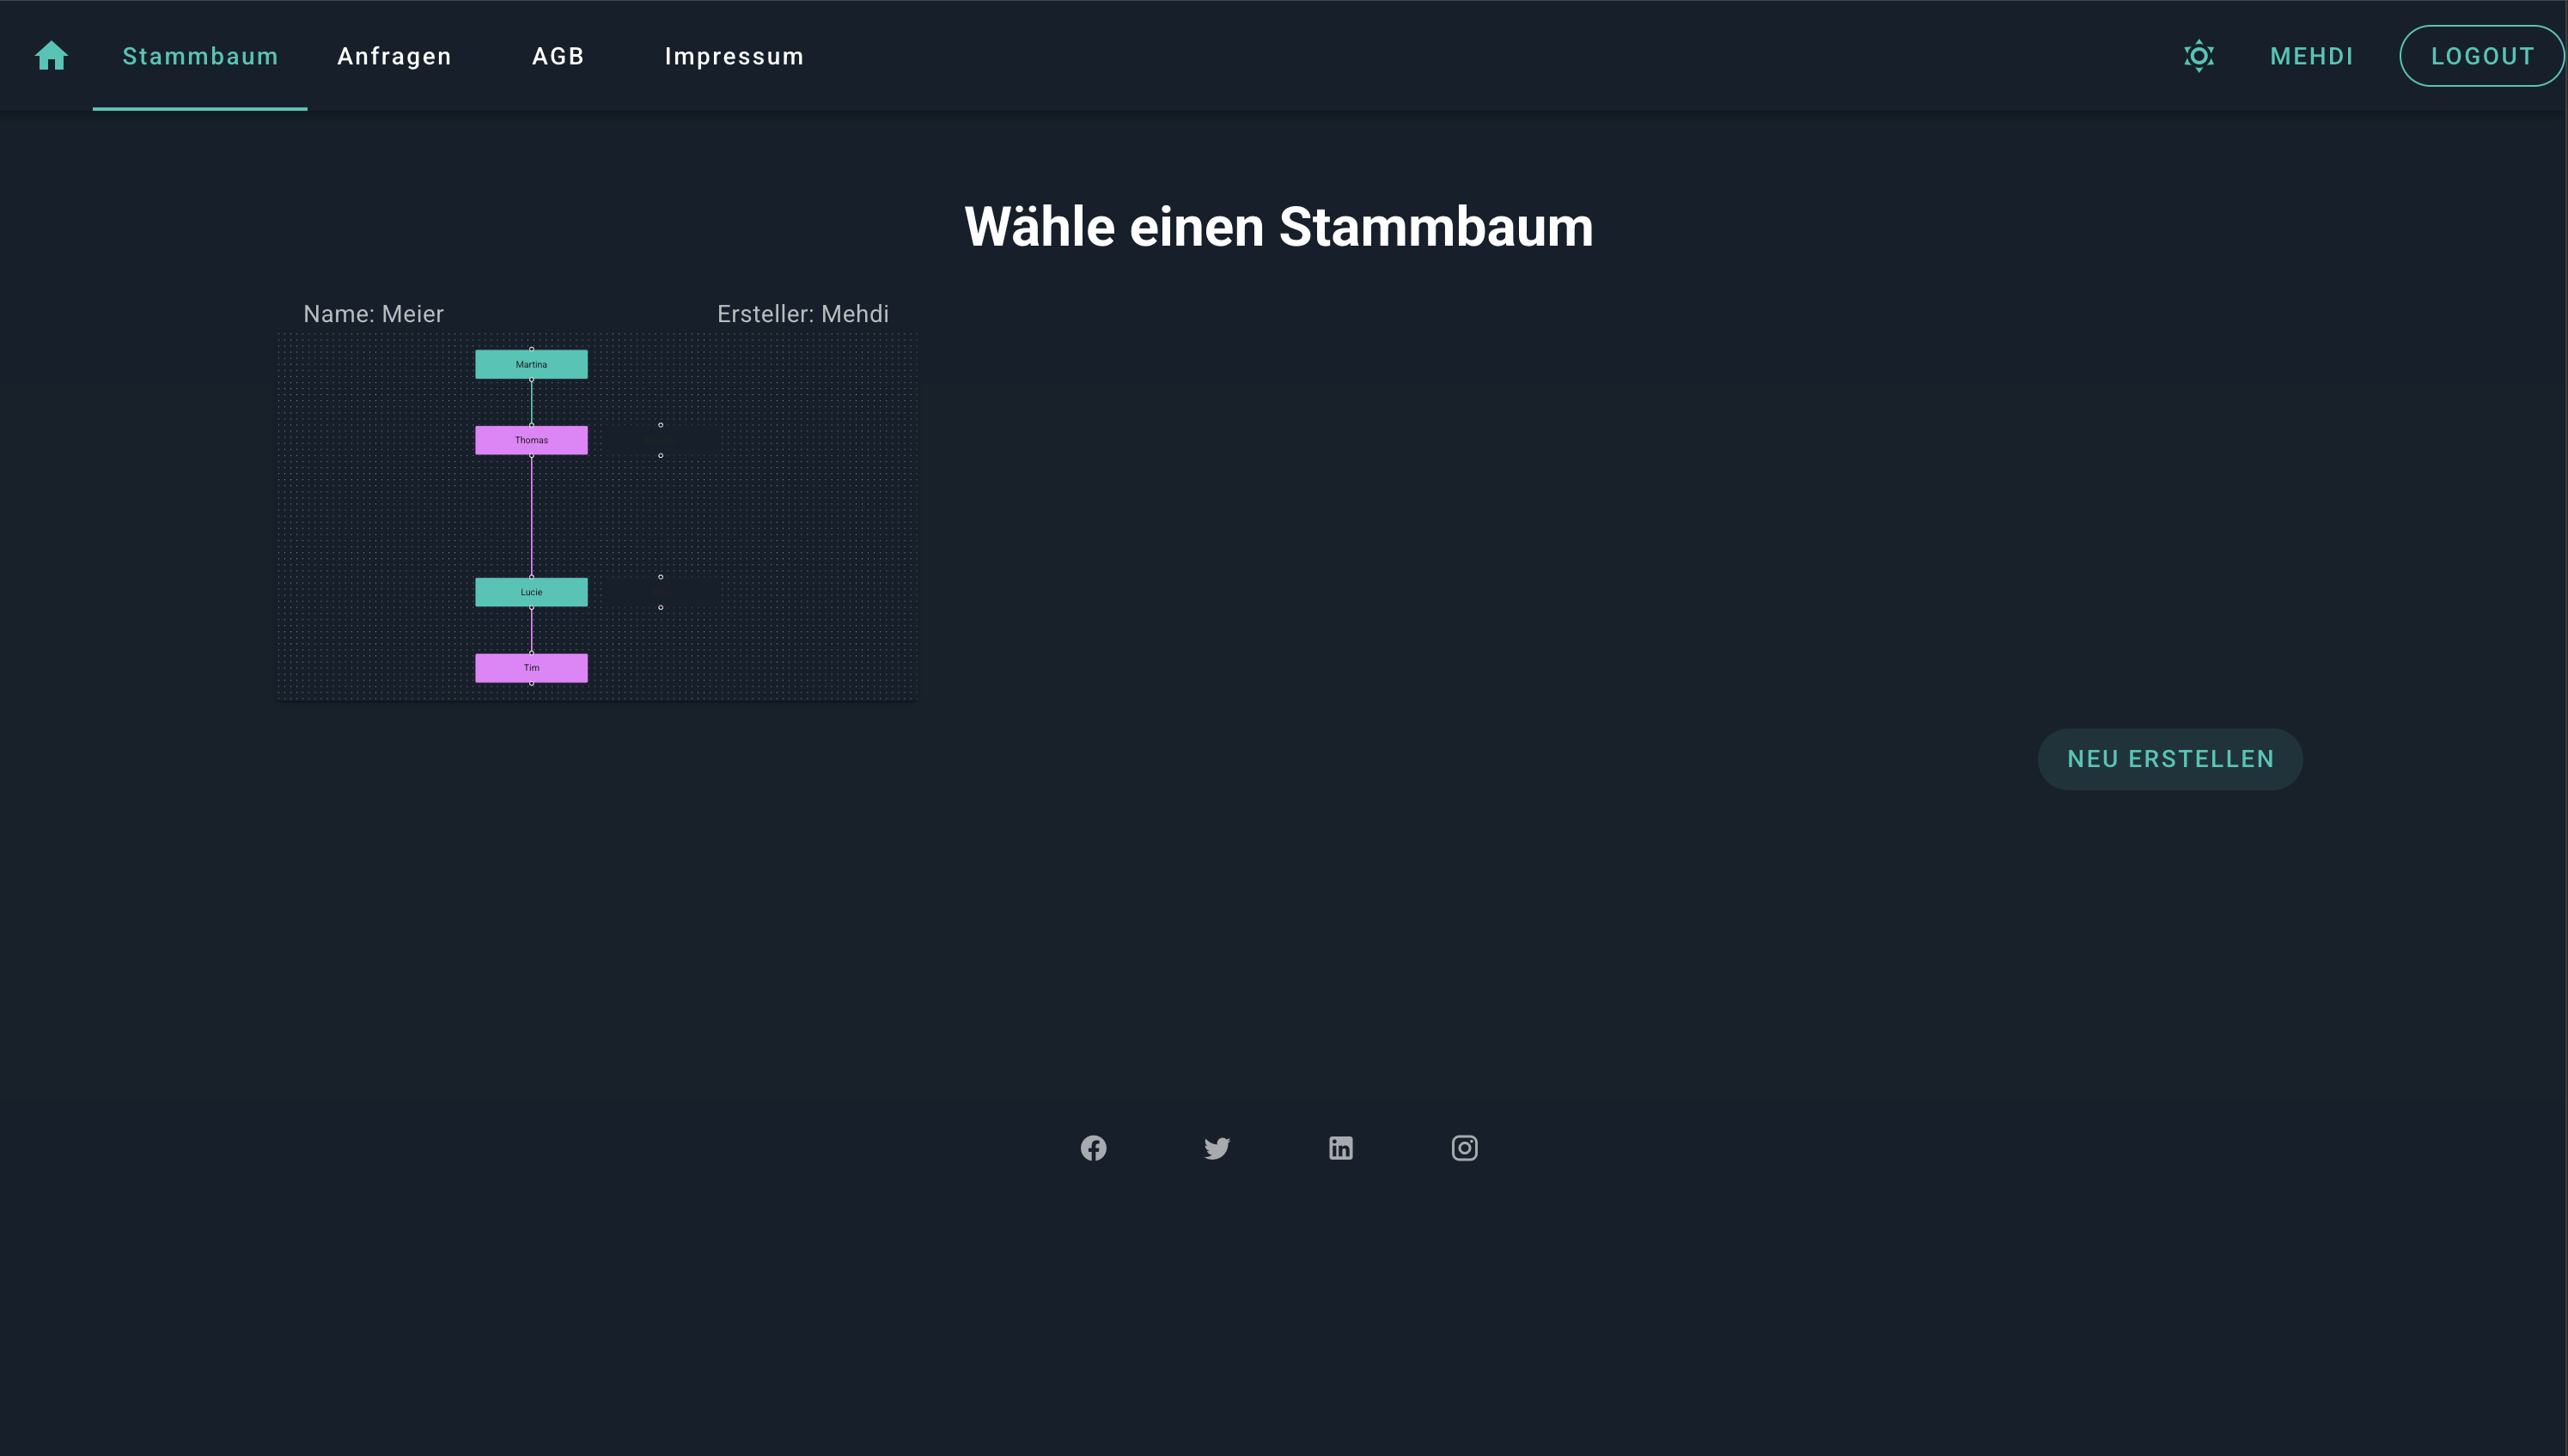 Stammbaum Anfragen AGB Impressum MEHDI LOGOUT
Wähle einen Stammbaum
Name: Meier Ersteller: Mehdi
Martina
Thomas
Lucie
Tim
NEU ERSTELLEN